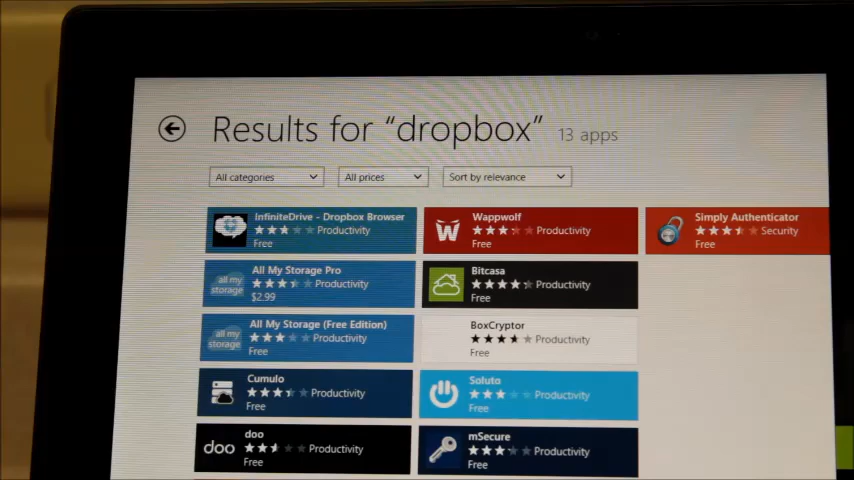 Results for “dropbox” 13 apps
All categories
All prices
Sort by relevance
InfiniteDrive - Dropbox Browser
Productivity
Free
all my storage
All My Storage Pro
Productivity
$2.99
all my storage
All My Storage (Free Edition)
Productivity
Free
Cumulo
Productivity
Free
doo
doo
Productivity
Free
W
Wappwolf
Productivity
Free
Bitcasa
Productivity
Free
BoxCryptor
Productivity
Free
Soluto
Productivity
Free
mSecure
Productivity
Free
Simply Authenticator
Security
Free